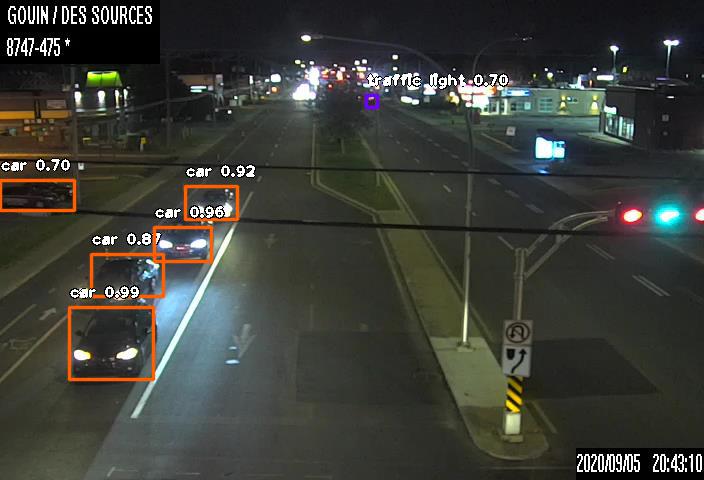 GOUIN / DES SOURCES
8747-475 *
traffic light 0.70
car 0.70
car 0.92
car 0.96
car 0.87
car 0.99
2020/09/05 20:43:10